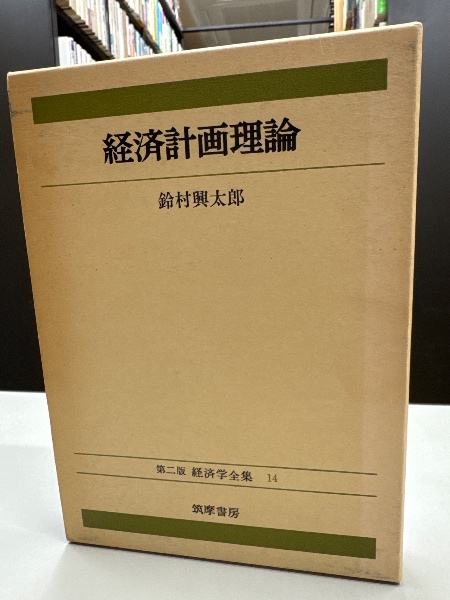 経済計画理論
鈴村興太郎
第二版 経済学全集 14
筑摩書房